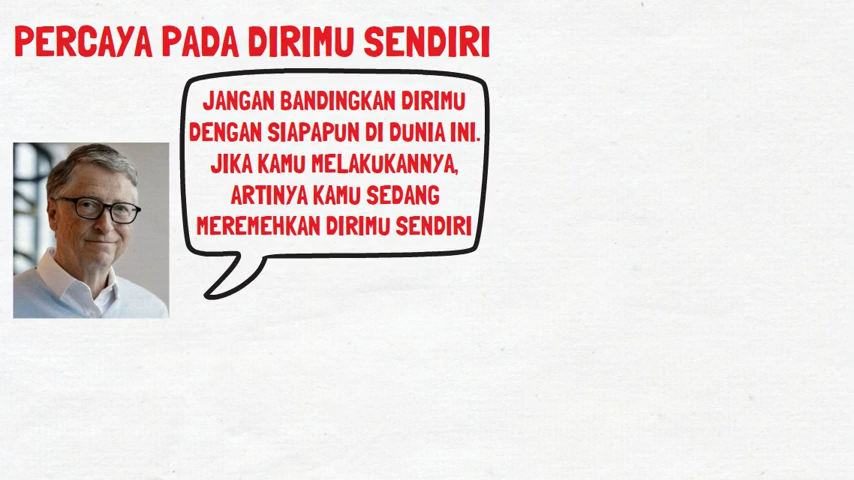 PERCAYA PADA DIRIMU SENDIRI
JANGAN BANDINGKAN DIRIMU
DENGAN SIAPAPUN DI DUNIA INI.
JIKA KAMU MELAKUKANNYA,
ARTINYA KAMU SEDANG
MEREMEHKAN DIRIMU SENDIRI